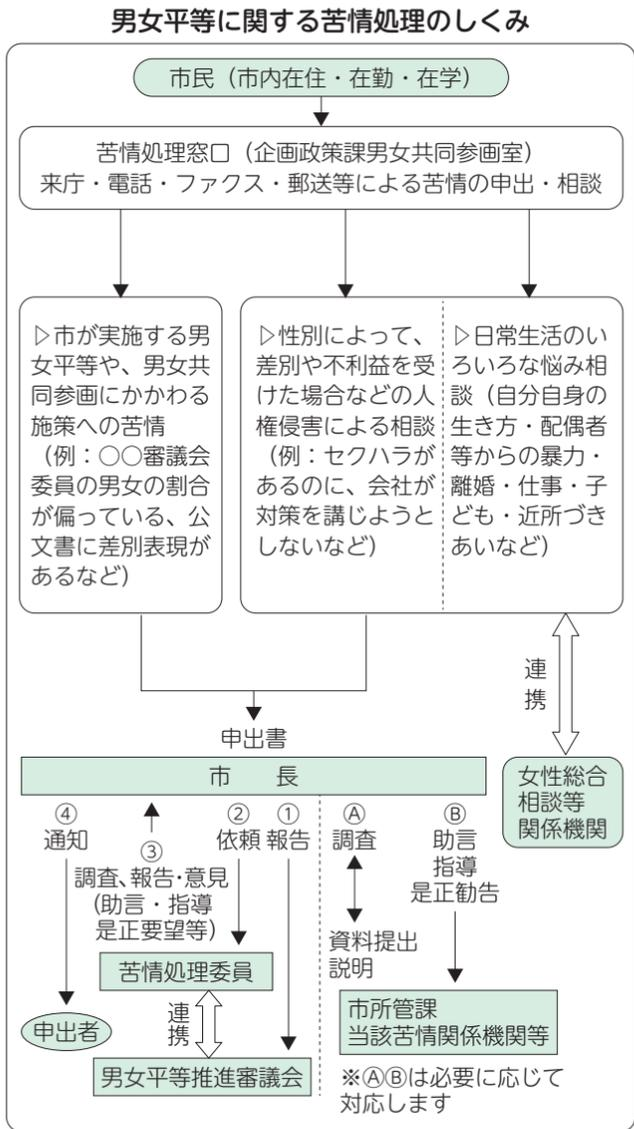 男女平等に関する苦情処理のしくみ
市民（市内在住・在勤・在学）
苦情処理窓口（企画政策課男女共同参画室）
来庁・電話・ファクス・郵送等による苦情の申出・相談
▷市が実施する男
女平等や、男女共
同参画にかかわる
施策への苦情
（例：○○審議会
委員の男女の割合
が偏っている、公
文書に差別表現が
あるなど）
▷性別によって、
差別や不利益を受
けた場合などの人
権侵害による相談
（例：セクハラが
あるのに、会社が
対策を講じようと
しないなど）
▷日常生活のい
ろいろな悩み相
談（自分自身の
生き方・配偶者
等からの暴力・
離婚・仕事・子
ども・近所づき
あいなど）
連
携
申出書
市　長
女性総合
相談等
関係機関
④
通知
③
調査、報告・意見
（助言・指導
是正要望等）
②
依頼
①
報告
Ⓐ
調査
Ⓑ
助言
指導
是正勧告
資料提出
説明
苦情処理委員
連
携
申出者
男女平等推進審議会
市所管課
当該苦情関係機関等
※ⒶⒷは必要に応じて
対応します